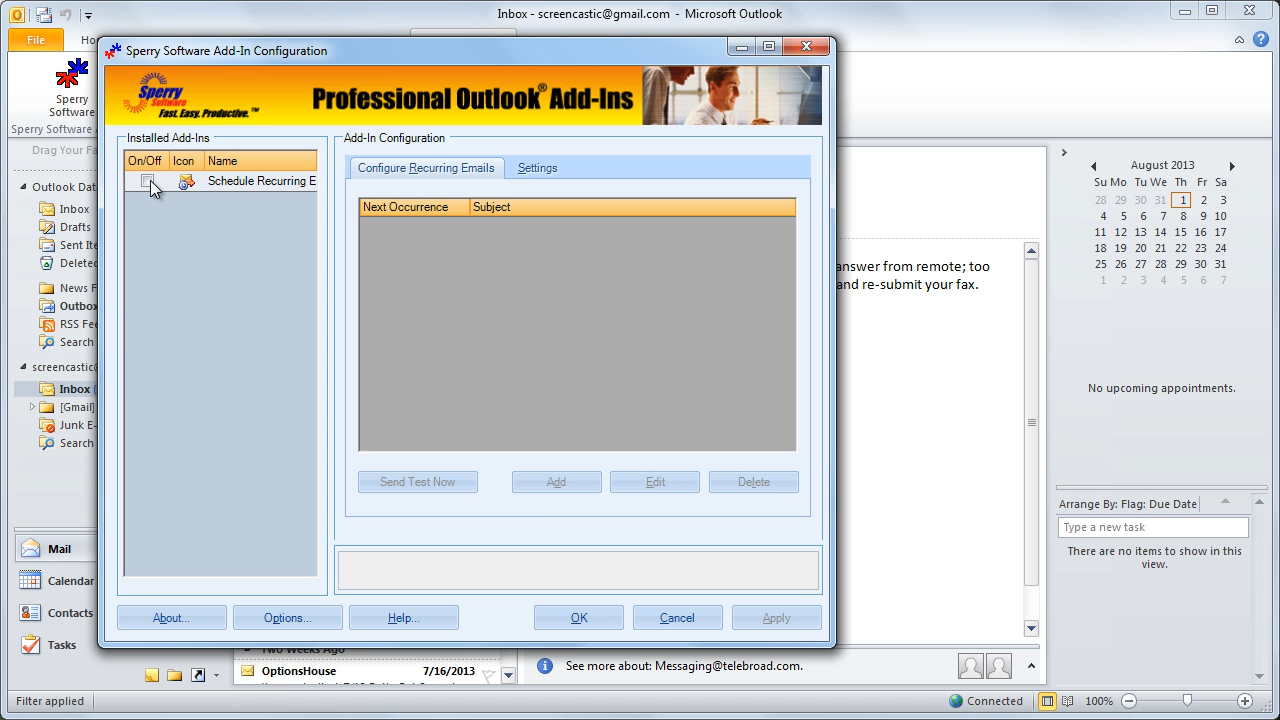 Inbox - screencastic@gmail.com - Microsoft Outlook
File
Sperry Software Add-In Configuration
Sperry
Software
Sperry Software
Drag Your Fa
Sperry
Software
Fast. Easy. Productive.™
Professional Outlook® Add-Ins
Installed Add-Ins
On/Off Icon Name
Schedule Recurring E
Add-In Configuration
Configure Recurring Emails
Settings
Next Occurrence Subject
Send Test Now
Add
Edit
Delete
About...
Options...
Help...
OK
Cancel
Apply
Outlook Dat
Inbox
Drafts
Sent Ite
Deleted
News F
Outbox
RSS Fee
Search
screencastic@
Inbox
[Gmail]
Junk E-
Search
Mail
Calendar
Contacts
Tasks
Two Weeks Ago
OptionsHouse 7/16/2013
answer from remote; too
and re-submit your fax.
See more about: Messaging@telebroad.com.
August 2013
Su Mo Tu We Th Fr Sa
28 29 30 31 1 2 3
4 5 6 7 8 9 10
11 12 13 14 15 16 17
18 19 20 21 22 23 24
25 26 27 28 29 30 31
1 2 3 4 5 6 7
No upcoming appointments.
Arrange By: Flag: Due Date
Type a new task
There are no items to show in this
view.
Filter applied
Connected
100%